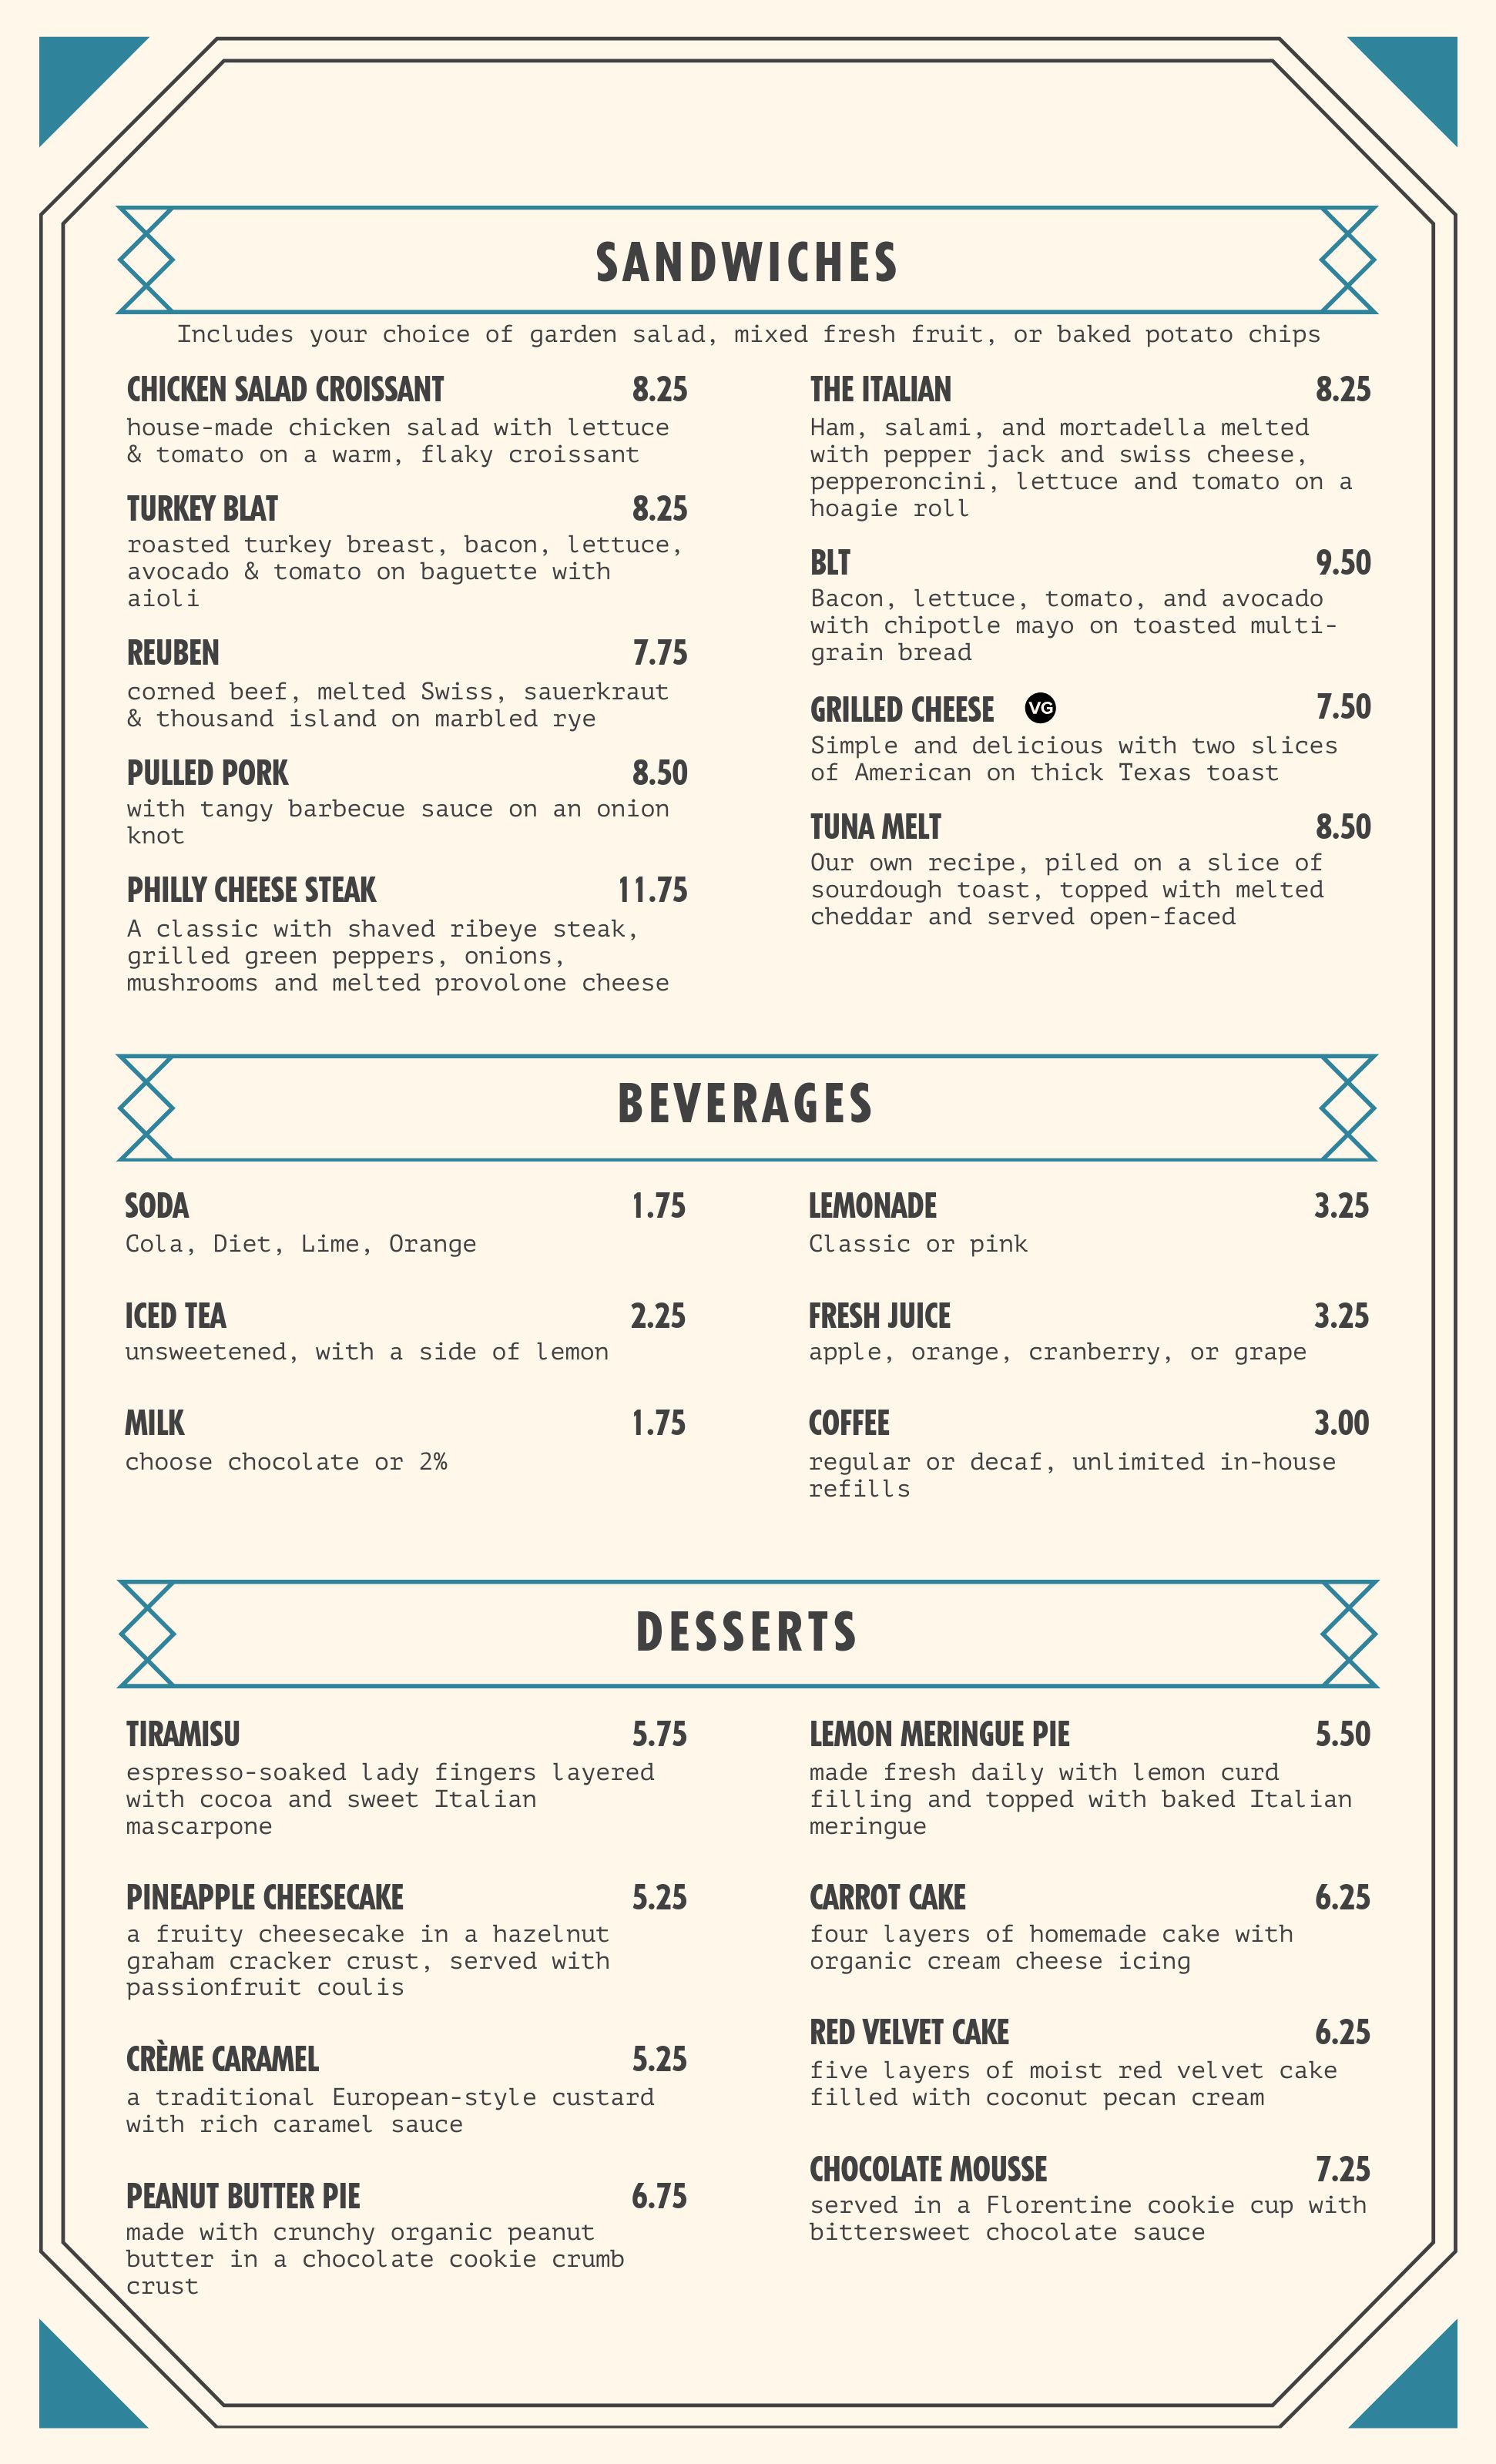 SANDWICHES
Includes your choice of garden salad, mixed fresh fruit, or baked potato chips
CHICKEN SALAD CROISSANT 8.25
house-made chicken salad with lettuce
& tomato on a warm, flaky croissant
TURKEY BLAT 8.25
roasted turkey breast, bacon, lettuce,
avocado & tomato on baguette with
aioli
REUBEN 7.75
corned beef, melted Swiss, sauerkraut
& thousand island on marbled rye
PULLED PORK 8.50
with tangy barbecue sauce on an onion
knot
PHILLY CHEESE STEAK 11.75
A classic with shaved ribeye steak,
grilled green peppers, onions,
mushrooms and melted provolone cheese
THE ITALIAN 8.25
Ham, salami, and mortadella melted
with pepper jack and swiss cheese,
pepperoncini, lettuce and tomato on a
hoagie roll
BLT 9.50
Bacon, lettuce, tomato, and avocado
with chipotle mayo on toasted multi-
grain bread
GRILLED CHEESE VG 7.50
Simple and delicious with two slices
of American on thick Texas toast
TUNA MELT 8.50
Our own recipe, piled on a slice of
sourdough toast, topped with melted
cheddar and served open-faced
BEVERAGES
SODA 1.75
Cola, Diet, Lime, Orange
ICED TEA 2.25
unsweetened, with a side of lemon
MILK 1.75
choose chocolate or 2%
LEMONADE 3.25
Classic or pink
FRESH JUICE 3.25
apple, orange, cranberry, or grape
COFFEE 3.00
regular or decaf, unlimited in-house
refills
DESSERTS
TIRAMISU 5.75
espresso-soaked lady fingers layered
with cocoa and sweet Italian
mascarpone
PINEAPPLE CHEESECAKE 5.25
a fruity cheesecake in a hazelnut
graham cracker crust, served with
passionfruit coulis
CRÈME CARAMEL 5.25
a traditional European-style custard
with rich caramel sauce
PEANUT BUTTER PIE 6.75
made with crunchy organic peanut
butter in a chocolate cookie crumb
crust
LEMON MERINGUE PIE 5.50
made fresh daily with lemon curd
filling and topped with baked Italian
meringue
CARROT CAKE 6.25
four layers of homemade cake with
organic cream cheese icing
RED VELVET CAKE 6.25
five layers of moist red velvet cake
filled with coconut pecan cream
CHOCOLATE MOUSSE 7.25
served in a Florentine cookie cup with
bittersweet chocolate sauce